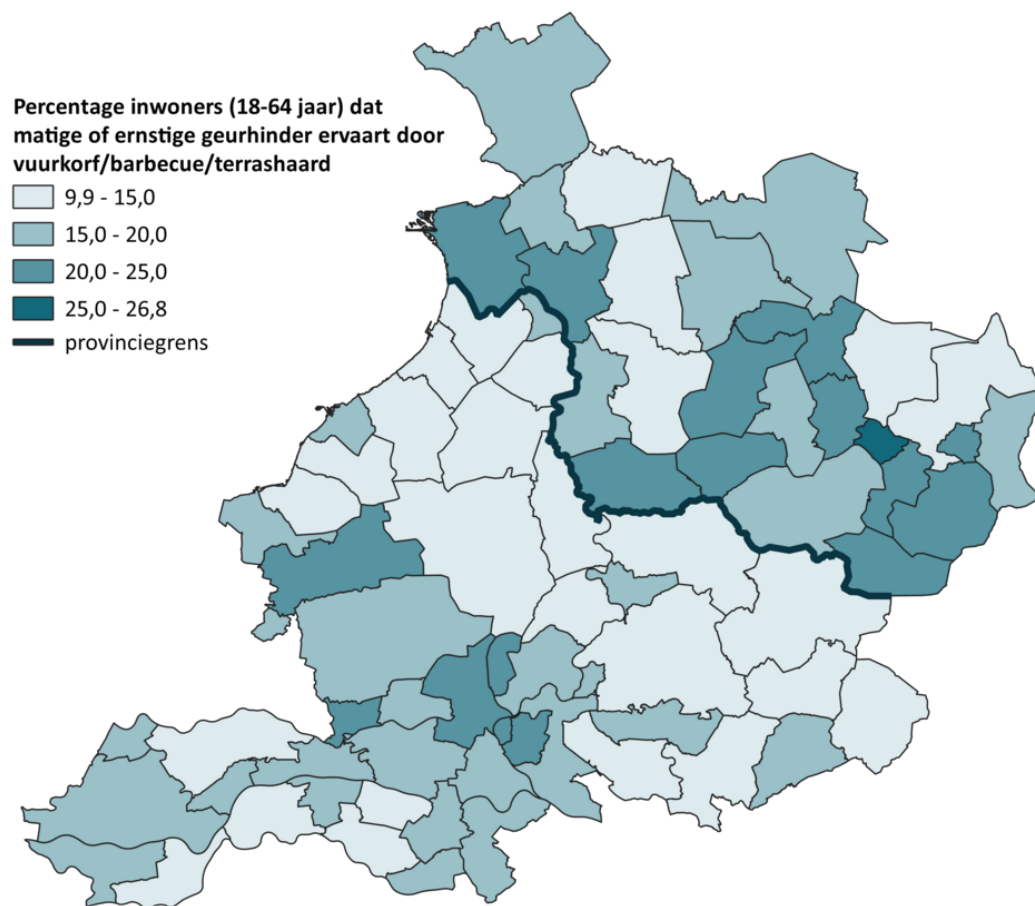 Percentage inwoners (18-64 jaar) dat
matige of ernstige geurhinder ervaart door
vuurkorf/barbecue/terrashaard
9,9 - 15,0
15,0 - 20,0
20,0 - 25,0
25,0 - 26,8
provinciegrens